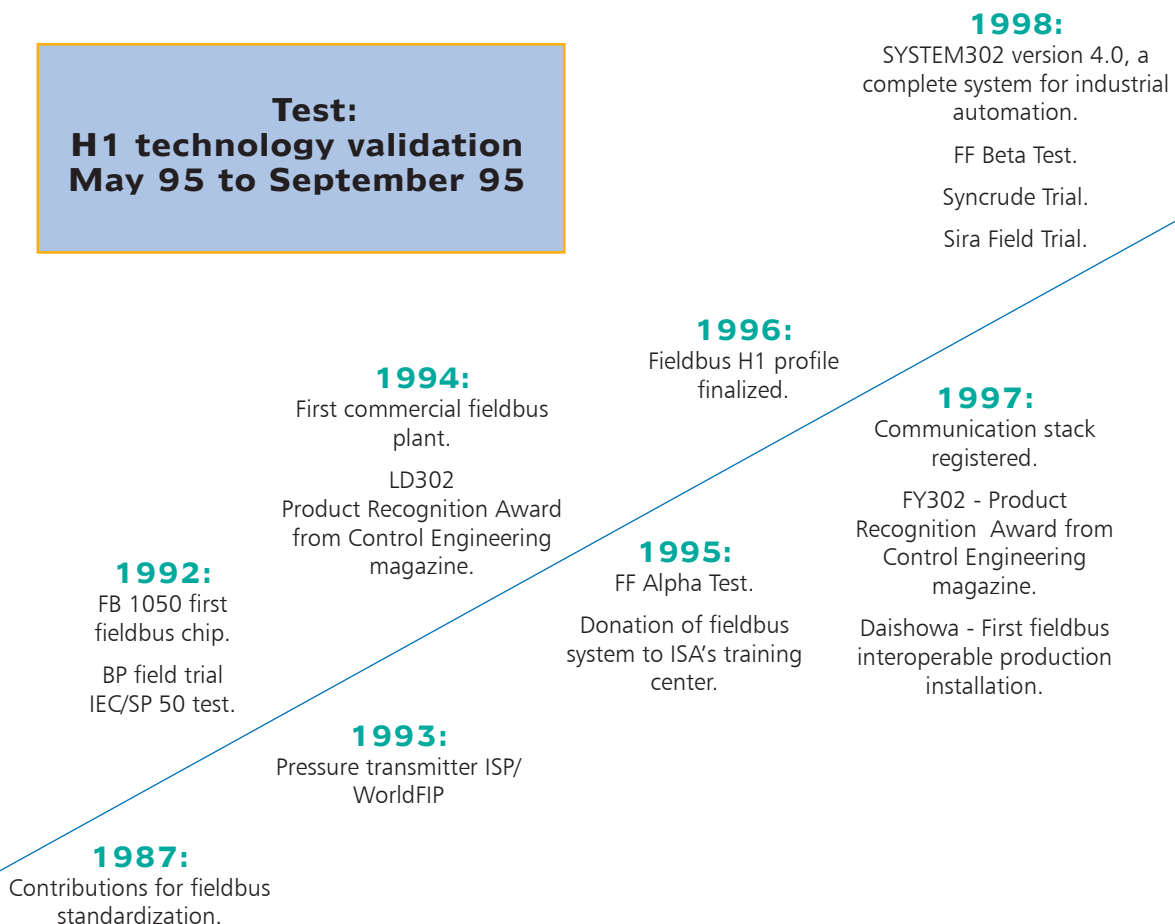 Test:
H1 technology validation
May 95 to September 95
1998:
SYSTEM302 version 4.0, a
complete system for industrial
automation.
FF Beta Test.
Syncrude Trial.
Sira Field Trial.
1996:
Fieldbus H1 profile
finalized.
1994:
First commercial fieldbus
plant.
LD302
Product Recognition Award
from Control Engineering
magazine.
1997:
Communication stack
registered.
FY302 - Product
Recognition  Award from
Control Engineering
magazine.
Daishowa - First fieldbus
interoperable production
installation.
1995:
FF Alpha Test.
Donation of fieldbus
system to ISA's training
center.
1992:
FB 1050 first
fieldbus chip.
BP field trial
IEC/SP 50 test.
1993:
Pressure transmitter ISP/
WorldFIP
1987:
Contributions for fieldbus
standardization.